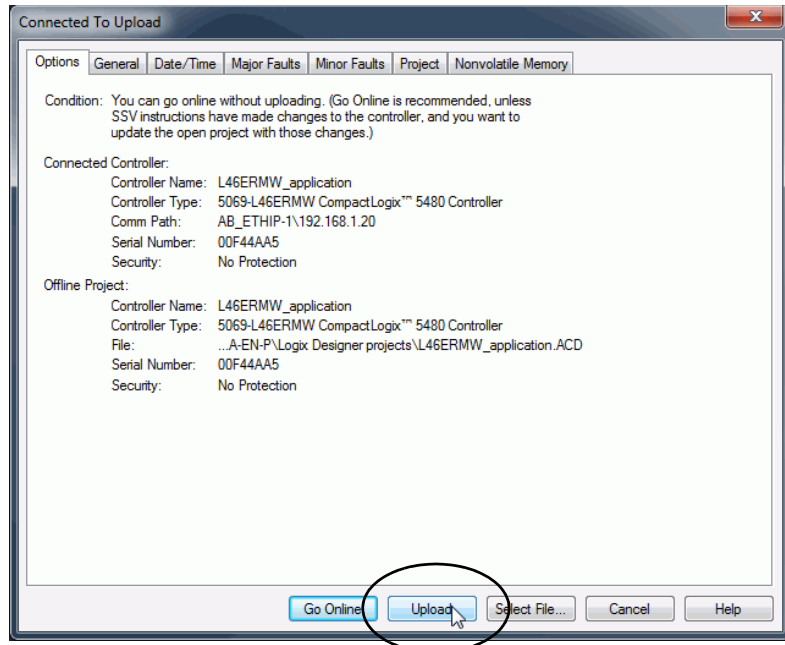 Connected To Upload
Options General Date/Time Major Faults Minor Faults Project Nonvolatile Memory
Condition: You can go online without uploading. (Go Online is recommended, unless
SSV instructions have made changes to the controller, and you want to
update the open project with those changes.)
Connected Controller:
Controller Name: L46ERMW_application
Controller Type: 5069-L46ERMW CompactLogix™ 5480 Controller
Comm Path: AB_ETHIP-1\192.168.1.20
Serial Number: 00F44AA5
Security: No Protection
Offline Project:
Controller Name: L46ERMW_application
Controller Type: 5069-L46ERMW CompactLogix™ 5480 Controller
File: ...A-EN-P\Logix Designer projects\L46ERMW_application.ACD
Serial Number: 00F44AA5
Security: No Protection
Go Online Upload Select File... Cancel Help